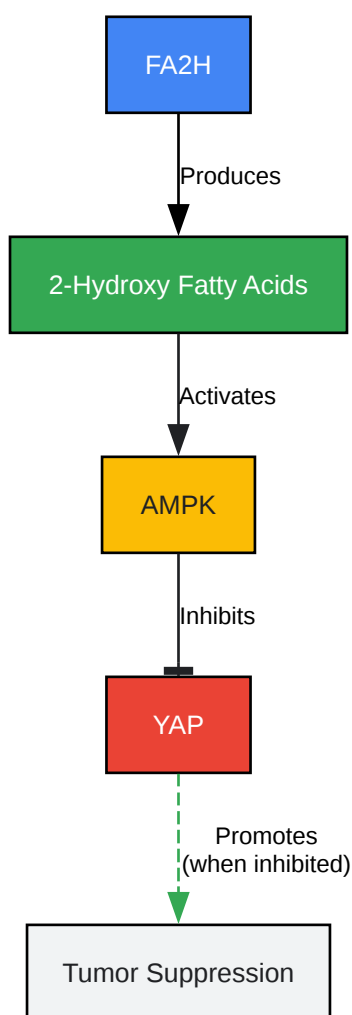 FA2H
Produces
2-Hydroxy Fatty Acids
Activates
AMPK
Inhibits
YAP
Promotes
(when inhibited)
Tumor Suppression